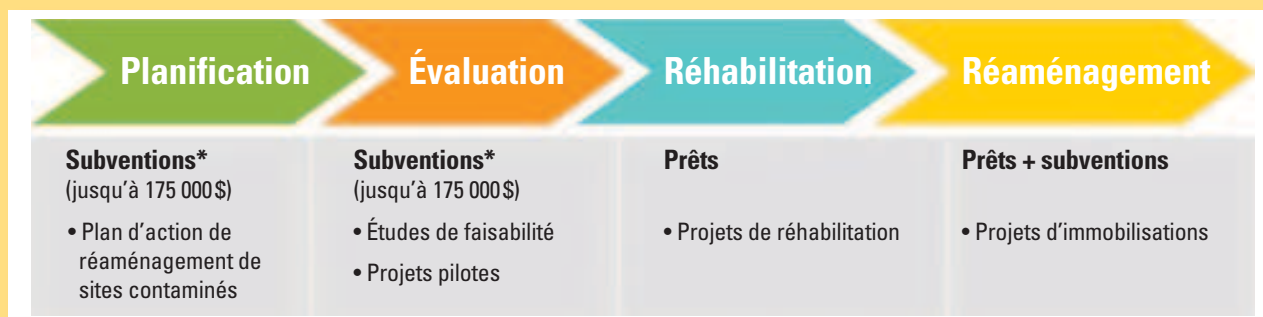 Planification
Évaluation
Réhabilitation
Réaménagement
Subventions*
(jusqu'à 175 000 $)
• Plan d'action de
réaménagement de
sites contaminés
Subventions*
(jusqu'à 175 000 $)
• Études de faisabilité
• Projets pilotes
Prêts
• Projets de réhabilitation
Prêts + subventions
• Projets d'immobilisations